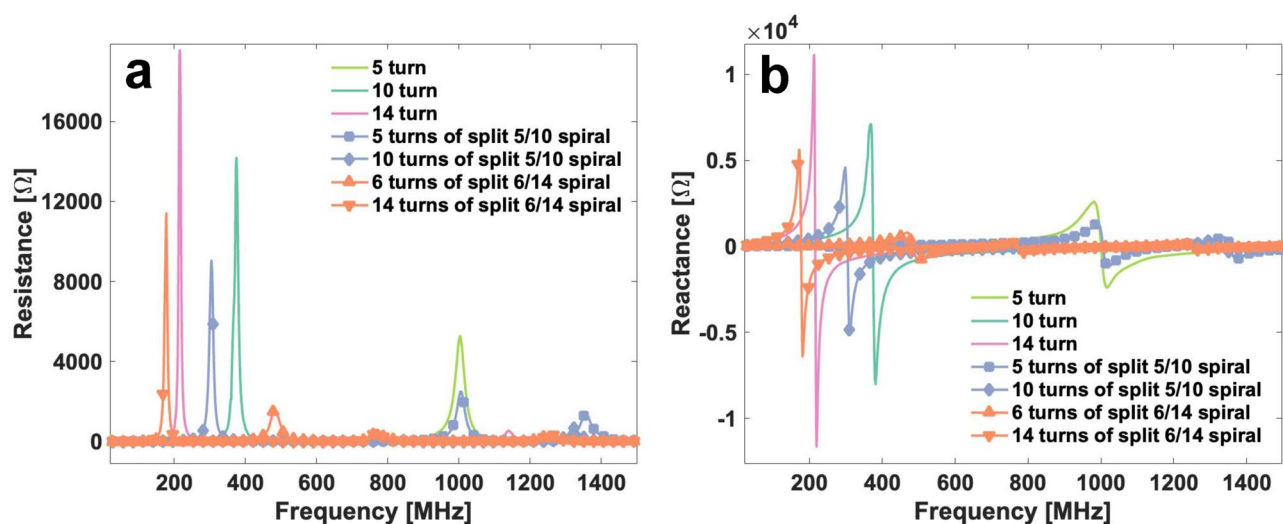 a
5 turn
10 turn
14 turn
5 turns of split 5/10 spiral
10 turns of split 5/10 spiral
6 turns of split 6/14 spiral
14 turns of split 6/14 spiral
Resistance [Ω]
16000
12000
8000
4000
0
200 400 600 800 1000 1200 1400
Frequency [MHz]
×10⁴
b
Reactance [Ω]
1
0.5
0
-0.5
-1
5 turn
10 turn
14 turn
5 turns of split 5/10 spiral
10 turns of split 5/10 spiral
6 turns of split 6/14 spiral
14 turns of split 6/14 spiral
200 400 600 800 1000 1200 1400
Frequency [MHz]